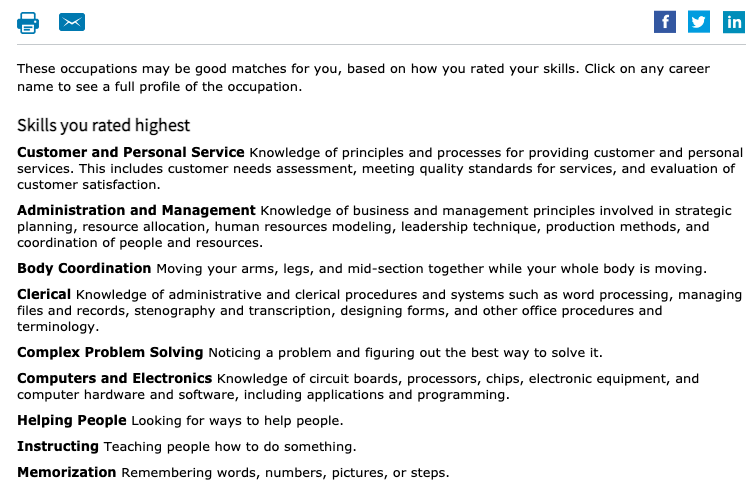 f
in
These occupations may be good matches for you, based on how you rated your skills. Click on any career
name to see a full profile of the occupation.
Skills you rated highest
Customer and Personal Service Knowledge of principles and processes for providing customer and personal
services. This includes customer needs assessment, meeting quality standards for services, and evaluation of
customer satisfaction.
Administration and Management Knowledge of business and management principles involved in strategic
planning, resource allocation, human resources modeling, leadership technique, production methods, and
coordination of people and resources.
Body Coordination Moving your arms, legs, and mid-section together while your whole body is moving.
Clerical Knowledge of administrative and clerical procedures and systems such as word processing, managing
files and records, stenography and transcription, designing forms, and other office procedures and
terminology.
Complex Problem Solving Noticing a problem and figuring out the best way to solve it.
Computers and Electronics Knowledge of circuit boards, processors, chips, electronic equipment, and
computer hardware and software, including applications and programming.
Helping People Looking for ways to help people.
Instructing Teaching people how to do something.
Memorization Remembering words, numbers, pictures, or steps.